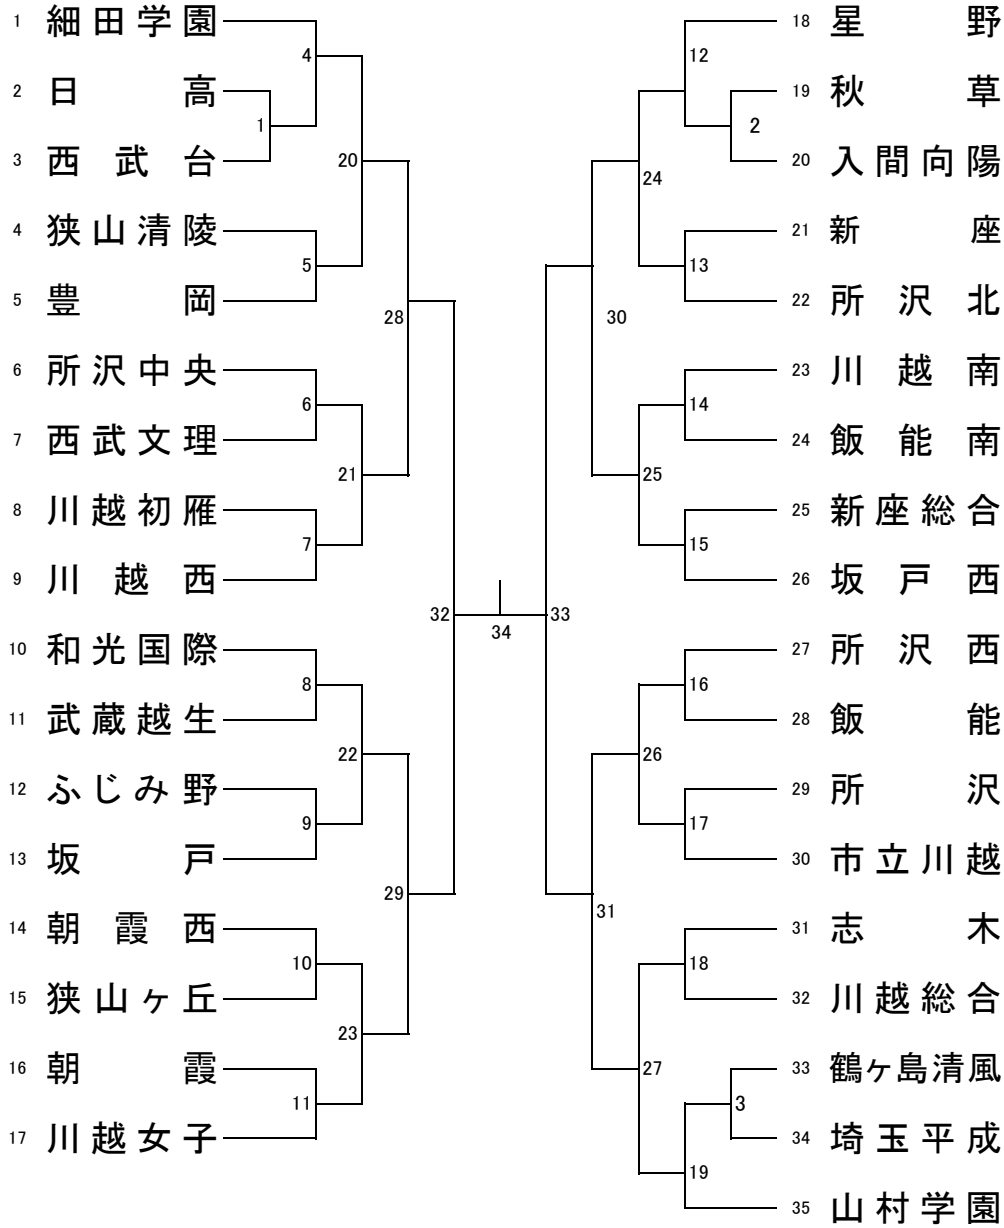 1 細田学園
2 日高
3 西武台
4 狭山清陵
5 豊岡
6 所沢中央
7 西武文理
8 川越初雁
9 川越西
10 和光国際
11 武蔵越生
12 ふじみ野
13 坂戸
14 朝霞西
15 狭山ヶ丘
16 朝霞
17 川越女子
4
1
20
5
28
6
21
7
32
8
22
9
29
10
23
11
34
33
12
2
24
13
30
14
25
15
16
26
17
31
18
27
3
19
18 星野
19 秋草
20 入間向陽
21 新座
22 所沢北
23 川越南
24 飯能南
25 新座総合
26 坂戸西
27 所沢西
28 飯能
29 所沢
30 市立川越
31 志木
32 川越総合
33 鶴ヶ島清風
34 埼玉平成
35 山村学園